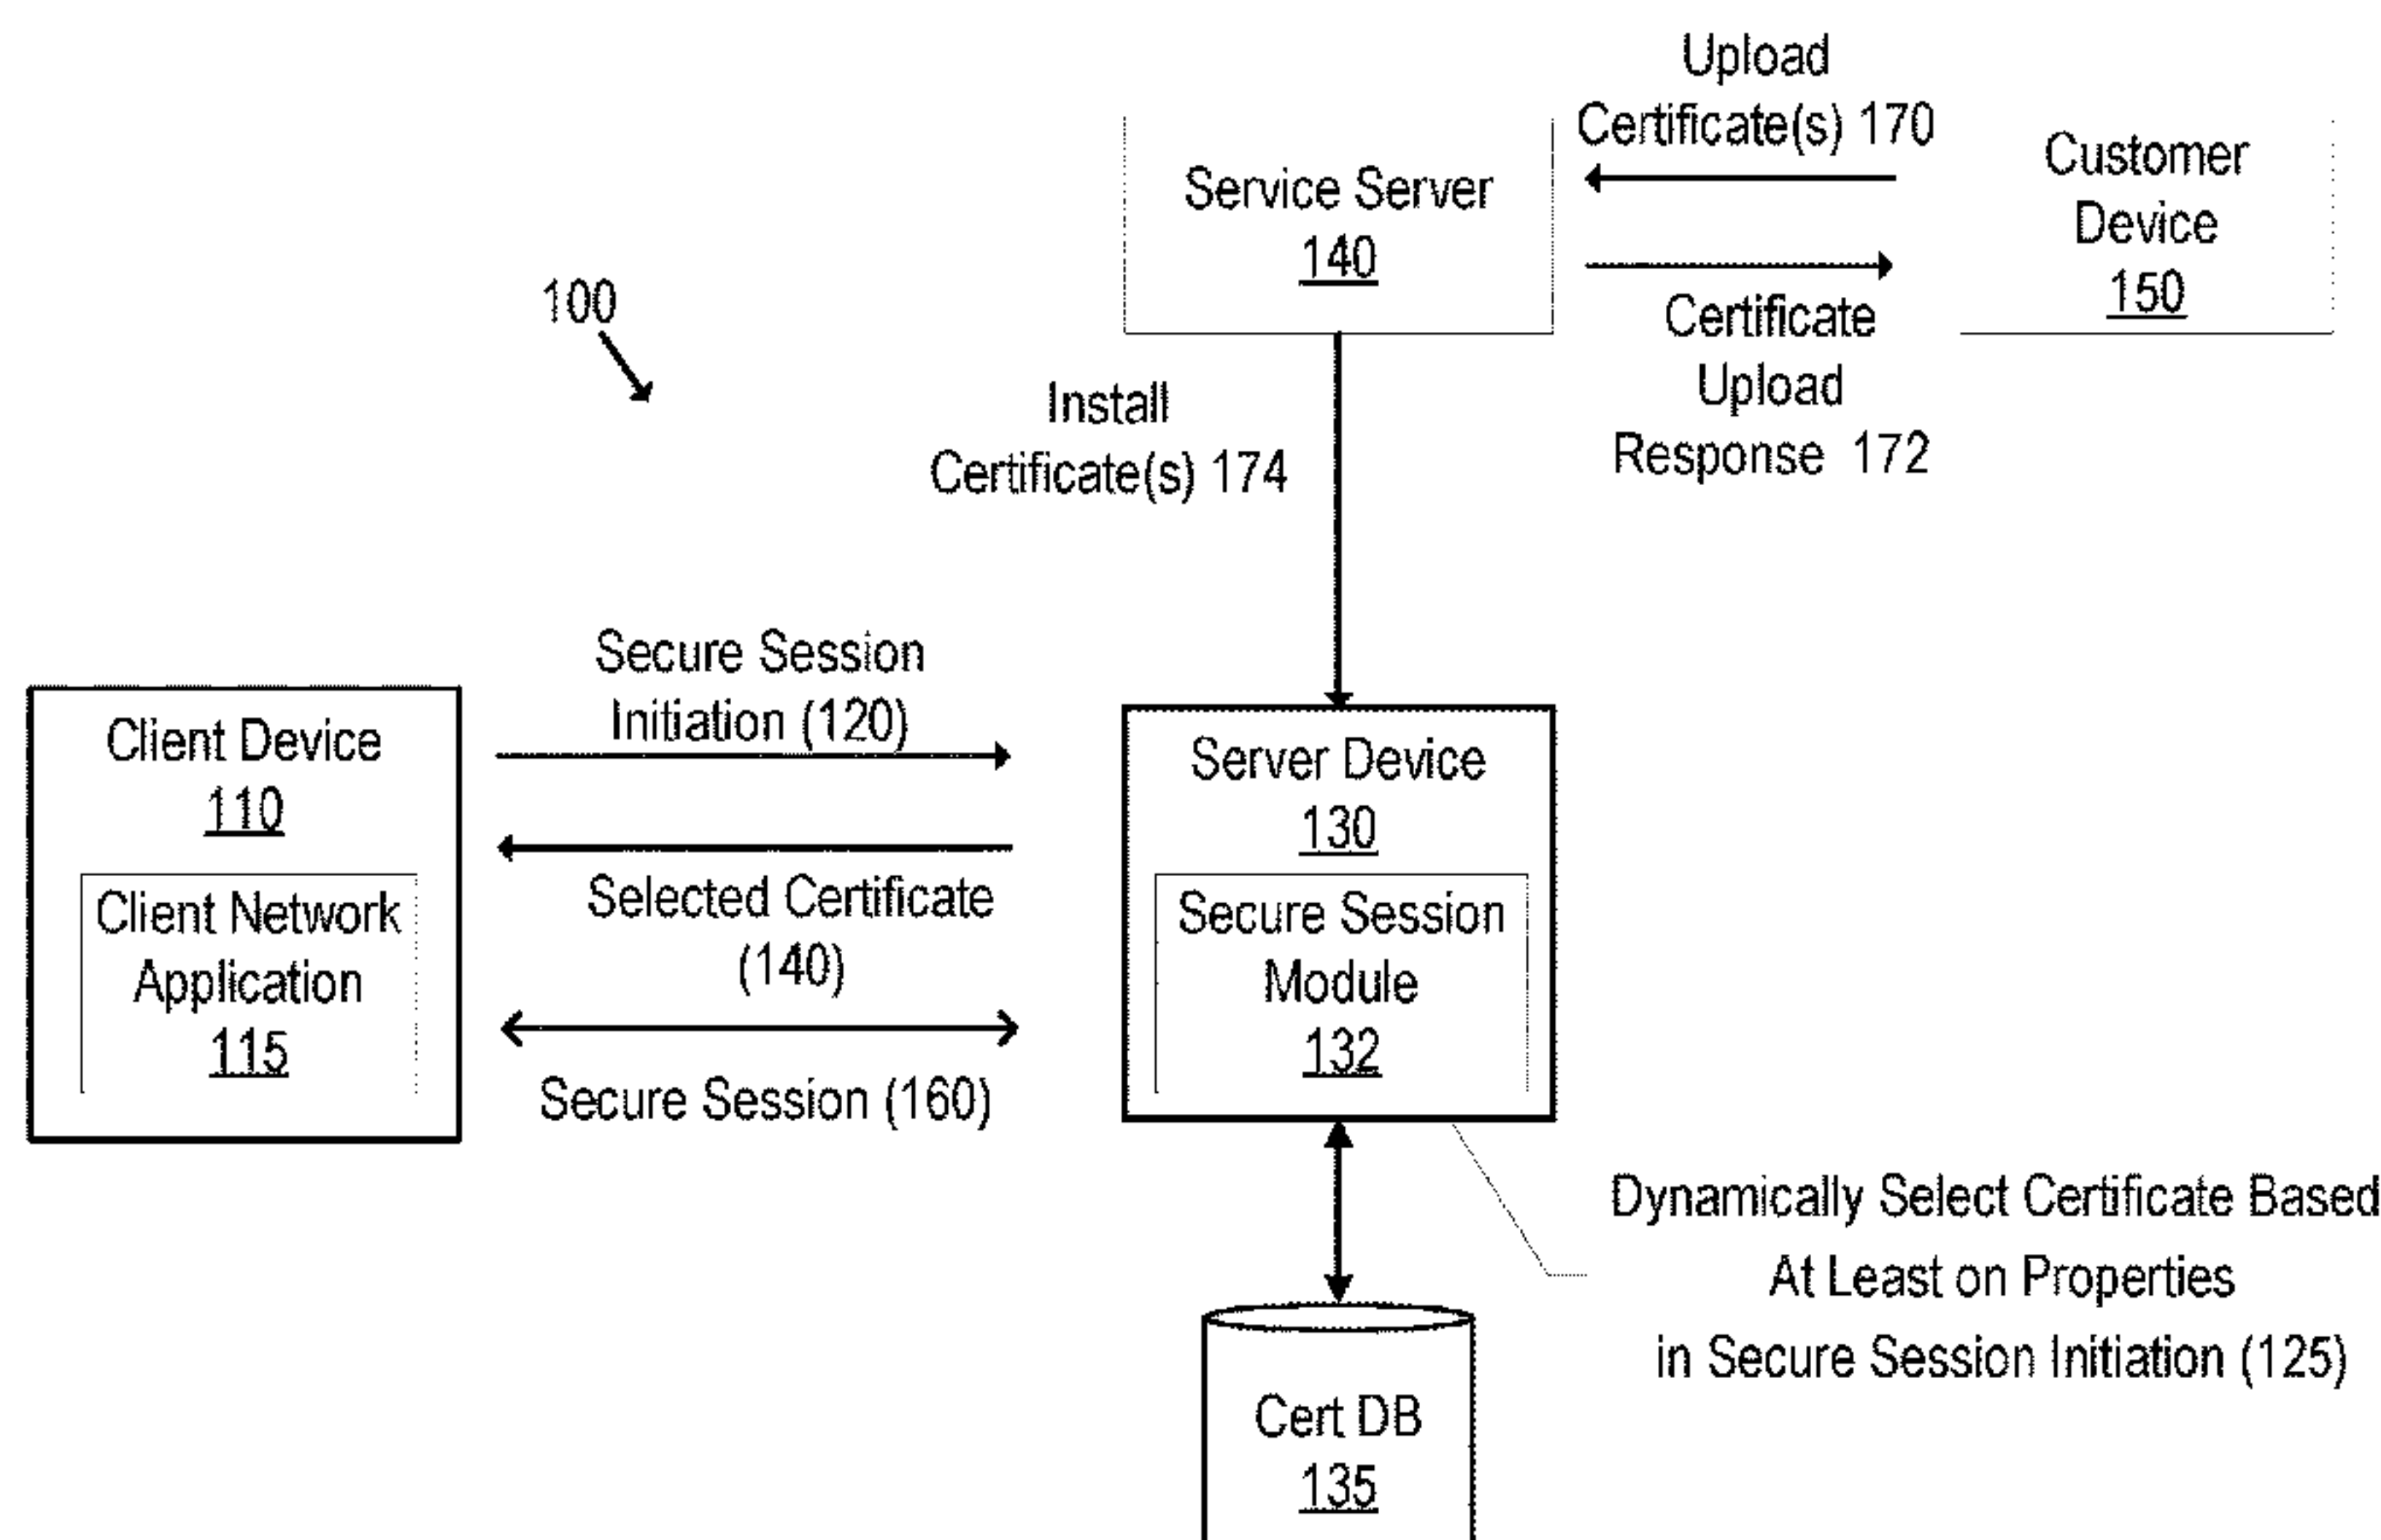 Upload
Certificate(s) 170
Customer
Device
150
Service Server
140
Certificate
Upload
Response 172
100
Install
Certificate(s) 174
Secure Session
Initiation (120)
Client Device
110
Client Network
Application
115
Selected Certificate
(140)
Secure Session (160)
Server Device
130
Secure Session
Module
132
Dynamically Select Certificate Based
At Least on Properties
in Secure Session Initiation (125)
Cert DB
135